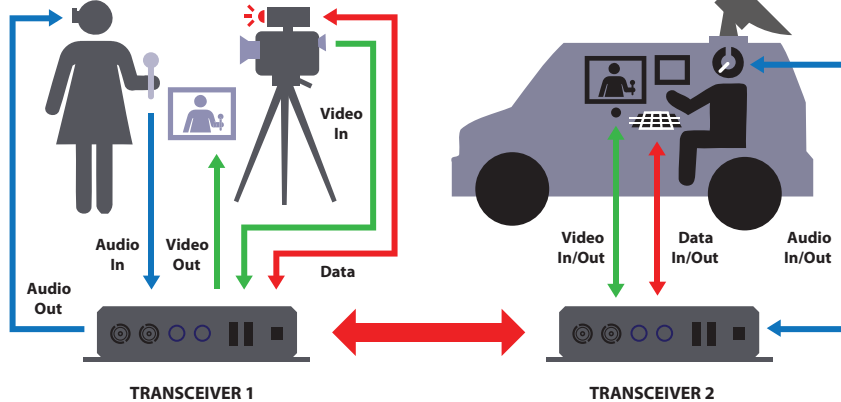 Video
In
Audio
In
Video
Out
Data
Audio
Out
Video
In/Out
Data
In/Out
Audio
In/Out
TRANSCEIVER 1
TRANSCEIVER 2